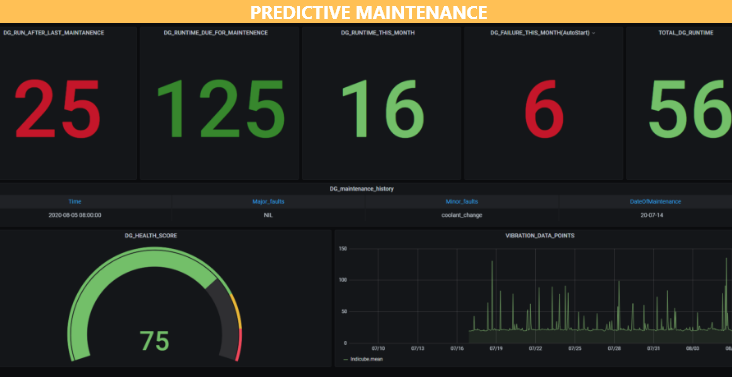 PREDICTIVE MAINTENANCE
DG_RUN_AFTER_LAST_MAINTANENCE
DG_RUNTIME_DUE_FOR_MAINTENENCE
DG_RUNTIME_THIS_MONTH
DG_FAILURE_THIS_MONTH(AutoStart)
TOTAL_DG_RUNTIME
25
125
16
6
56
DG_maintenance_history
Time
Major_faults
Minor_faults
DateOfMaintenance
2020-08-05 08:00:00
NIL
coolant_change
20-07-14
DG_HEALTH_SCORE
75
VIBRATION_DATA_POINTS
150
100
50
0
07/10
07/13
07/16
07/19
07/22
07/25
07/28
07/31
08/03
indicube.mean